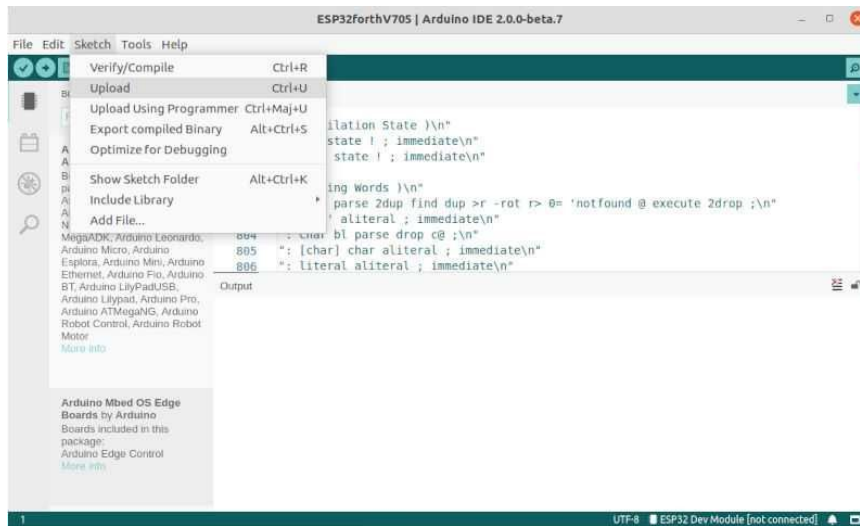 ESP32forthV705 | Arduino IDE 2.0.0-beta.7
File Edit Sketch Tools Help
Verify/Compile Ctrl+R
Upload Ctrl+U
Upload Using Programmer Ctrl+Maj+U
Export compiled Binary Alt+Ctrl+S
Optimize for Debugging
Show Sketch Folder Alt+Ctrl+K
Include Library
Add File...
ilation State )\n"
state ! ; immediate\n"
state ! ; immediate\n"
ing Words )\n"
parse 2dup find dup >r -rot r> 0= 'notfound @ execute 2drop ;\n"
' aliteral ; immediate\n"
804 ": char bl parse drop c@ ;\n"
805 ": [char] char aliteral ; immediate\n"
806 ": literal aliteral ; immediate\n"
MegaADK, Arduino Leonardo,
Arduino Micro, Arduino
Esplora, Arduino Mini, Arduino
Ethernet, Arduino Fio, Arduino
BT, Arduino LilyPadUSB,
Arduino Lilypad, Arduino Pro,
Arduino ATMegaNG, Arduino
Robot Control, Arduino Robot
Motor
More info
Arduino Mbed OS Edge
Boards by Arduino
Boards included in this
package:
Arduino Edge Control
More info
Output
1
UTF-8 ESP32 Dev Module [not connected]